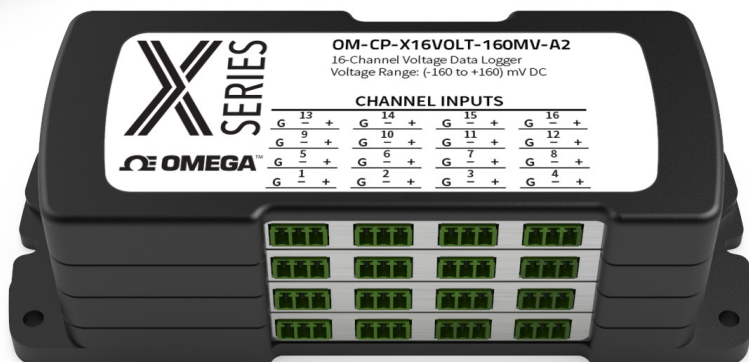 X SERIES
OM-CP-X16VOLT-160MV-A2
16-Channel Voltage Data Logger
Voltage Range: (-160 to +160) mV DC
CHANNEL INPUTS
G 13 − + G 14 − + G 15 − + G 16 − +
G 9 − + G 10 − + G 11 − + G 12 − +
G 5 − + G 6 − + G 7 − + G 8 − +
G 1 − + G 2 − + G 3 − + G 4 − +
Ω OMEGA™